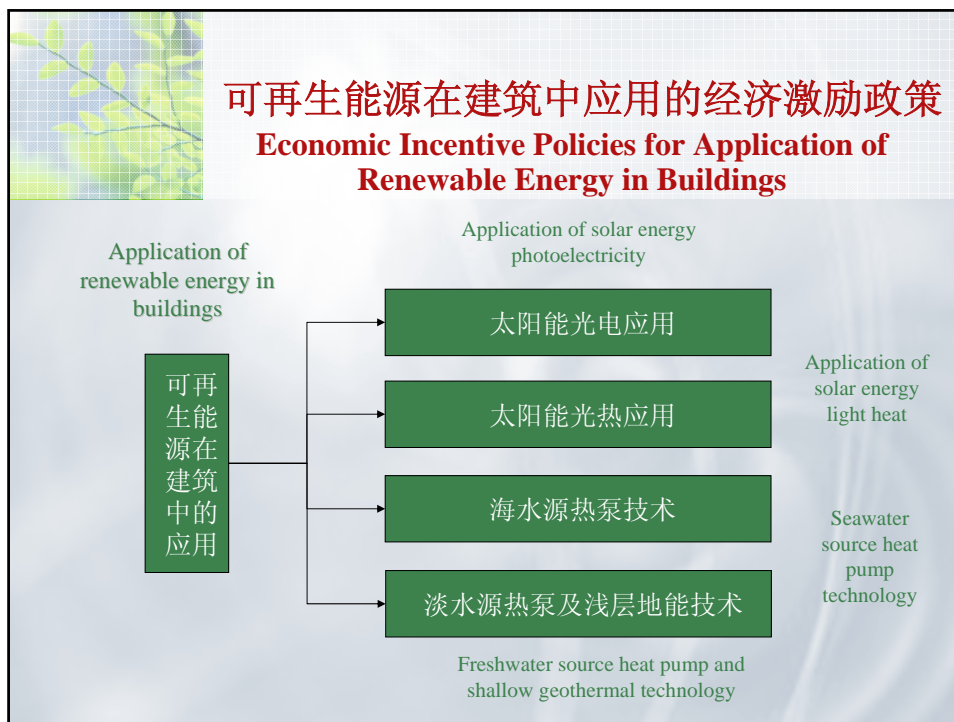 可再生能源在建筑中应用的经济激励政策
Economic Incentive Policies for Application of
Renewable Energy in Buildings
Application of
renewable energy in
buildings
可再
生能
源在
建筑
中的
应用
Application of solar energy
photoelectricity
太阳能光电应用
太阳能光热应用
Application of
solar energy
light heat
海水源热泵技术
Seawater
source heat
pump
technology
淡水源热泵及浅层地能技术
Freshwater source heat pump and
shallow geothermal technology